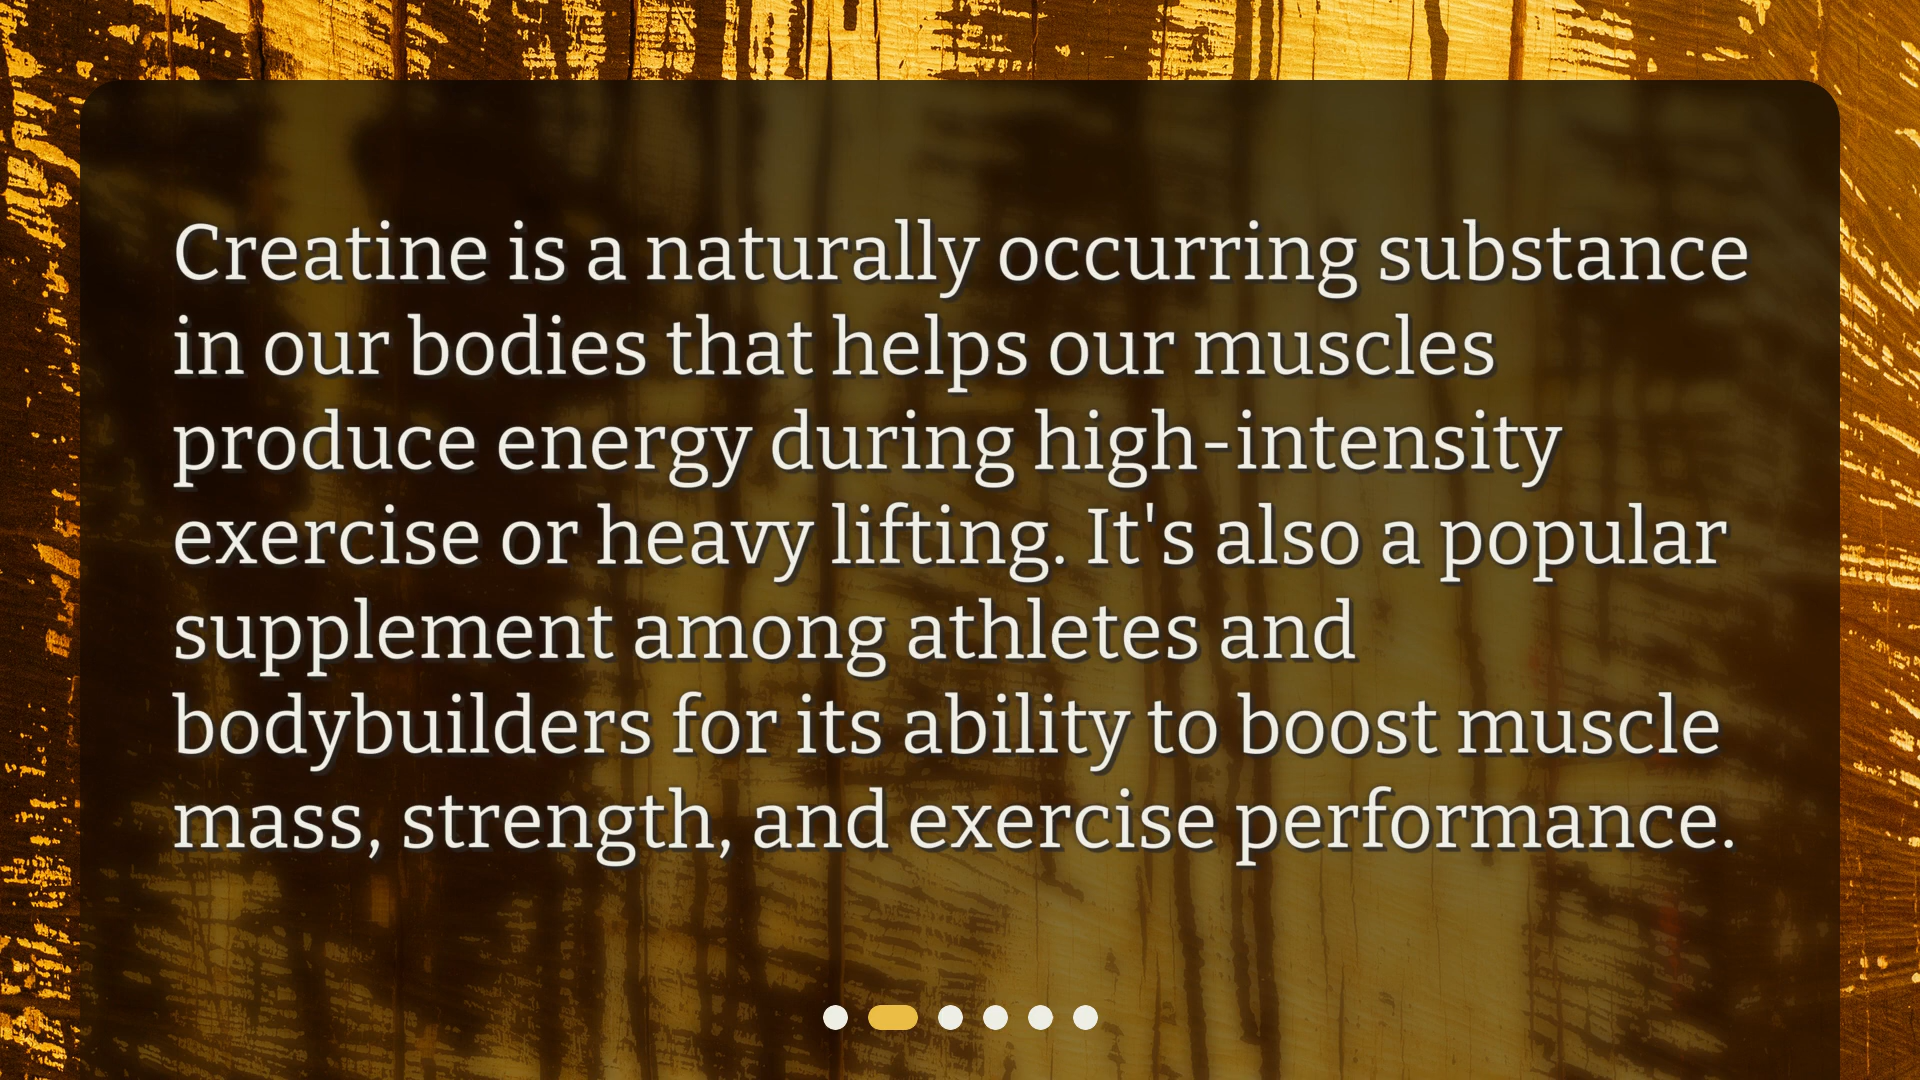 Creatine is a naturally occurring substance
in our bodies that helps our muscles
produce energy during high-intensity
exercise or heavy lifting. It's also a popular
supplement among athletes and
bodybuilders for its ability to boost muscle
mass, strength, and exercise performance.